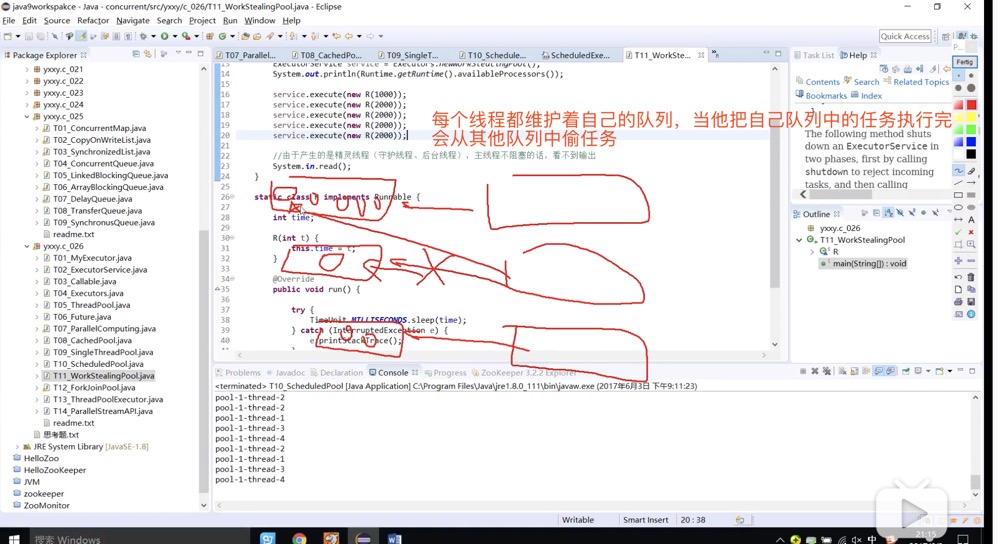 java9workspakce - Java - concurrent/src/yxxy/c_026/T11_WorkStealingPool.java - Eclipse
File Edit Source Refactor Navigate Search Project Run Window Help
Quick Access
Package Explorer
yxxy.c_021
yxxy.c_022
yxxy.c_023
yxxy.c_024
yxxy.c_025
T01_ConcurrentMap.java
T02_CopyOnWriteList.java
T03_SynchronizedList.java
T04_ConcurrentQueue.java
T05_LinkedBlockingQueue.java
T06_ArrayBlockingQueue.java
T07_DelayQueue.java
T08_TransferQueue.java
T09_SynchronusQueue.java
readme.txt
yxxy.c_026
T01_MyExecutor.java
T02_ExecutorService.java
T03_Callable.java
T04_Executors.java
T05_ThreadPool.java
T06_Future.java
T07_ParallelComputing.java
T08_CachedPool.java
T09_SingleThreadPool.java
T10_ScheduledPool.java
T11_WorkStealingPool.java
T12_ForkJoinPool.java
T13_ThreadPoolExecutor.java
T14_ParallelStreamAPI.java
readme.txt
思考题.txt
JRE System Library [JavaSE-1.8]
HelloZoo
HelloZooKeeper
JVM
zookeeper
ZooMonitor
T07_Parallel... T08_CachedPo... T09_SingleT... T10_Schedule... ScheduledExe... T11_WorkSte...
13 ExecutorService service = Executors.newWorkStealingPool();
14 System.out.println(Runtime.getRuntime().availableProcessors());
15
16 service.execute(new R(1000));
17 service.execute(new R(2000));
18 service.execute(new R(2000));
19 service.execute(new R(2000));
20 service.execute(new R(2000));
每个线程都维护着自己的队列，当他把自己队列中的任务执行完
会从其他队列中偷任务
21
22 //由于产生的是精灵线程（守护线程、后台线程），主线程不阻塞的话，看不到输出
23 System.in.read();
24 }
25
26 static class R implements Runnable {
27
28 int time;
29
30 R(int t) {
31 this.time = t;
32 }
33
34 @Override
35 public void run() {
36
37 try {
38 TimeUnit.MILLISECONDS.sleep(time);
39 } catch (InterruptedException e) {
40 e.printStackTrace();
Task List Help
Contents Search Related Topics
Bookmarks Index
The following method shuts
down an ExecutorService in
two phases, first by calling
shutdown to reject incoming
tasks, and then calling
Outline
yxxy.c_026
T11_WorkStealingPool
R
main(String[]) : void
Fertig
Problems Javadoc Declaration Console Progress ZooKeeper 3.2.2 Explorer
<terminated> T10_ScheduledPool [Java Application] C:\Program Files\Java\jre1.8.0_111\bin\javaw.exe (2017年6月3日 下午9:11:23)
pool-1-thread-2
pool-1-thread-2
pool-1-thread-1
pool-1-thread-3
pool-1-thread-4
pool-1-thread-2
pool-1-thread-1
pool-1-thread-3
pool-1-thread-4
Writable Smart Insert 20 : 38
搜索 Windows
中
21:15